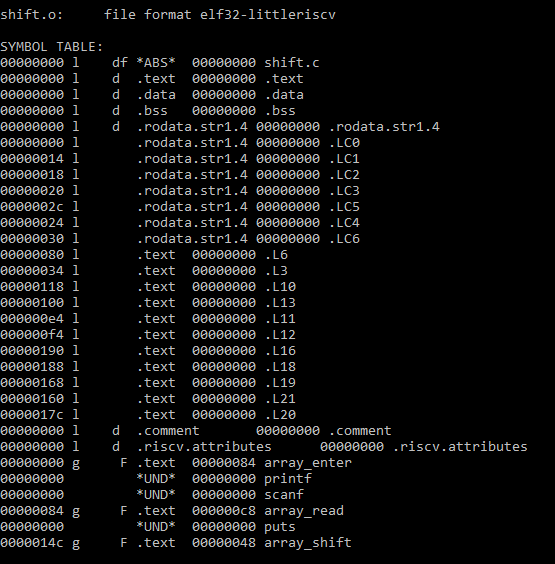 shift.o:     file format elf32-littleriscv
SYMBOL TABLE:
00000000 l    df *ABS*  00000000 shift.c
00000000 l    d  .text  00000000 .text
00000000 l    d  .data  00000000 .data
00000000 l    d  .bss   00000000 .bss
00000000 l    d  .rodata.str1.4 00000000 .rodata.str1.4
00000000 l       .rodata.str1.4 00000000 .LC0
00000014 l       .rodata.str1.4 00000000 .LC1
00000018 l       .rodata.str1.4 00000000 .LC2
00000020 l       .rodata.str1.4 00000000 .LC3
0000002c l       .rodata.str1.4 00000000 .LC5
00000024 l       .rodata.str1.4 00000000 .LC4
00000030 l       .rodata.str1.4 00000000 .LC6
00000080 l       .text  00000000 .L6
00000034 l       .text  00000000 .L3
00000118 l       .text  00000000 .L10
00000100 l       .text  00000000 .L13
000000e4 l       .text  00000000 .L11
000000f4 l       .text  00000000 .L12
00000190 l       .text  00000000 .L16
00000188 l       .text  00000000 .L18
00000168 l       .text  00000000 .L19
00000160 l       .text  00000000 .L21
0000017c l       .text  00000000 .L20
00000000 l    d  .comment       00000000 .comment
00000000 l    d  .riscv.attributes      00000000 .riscv.attributes
00000000 g     F .text  00000084 array_enter
00000000         *UND*  00000000 printf
00000000         *UND*  00000000 scanf
00000084 g     F .text  000000c8 array_read
00000000         *UND*  00000000 puts
0000014c g     F .text  00000048 array_shift